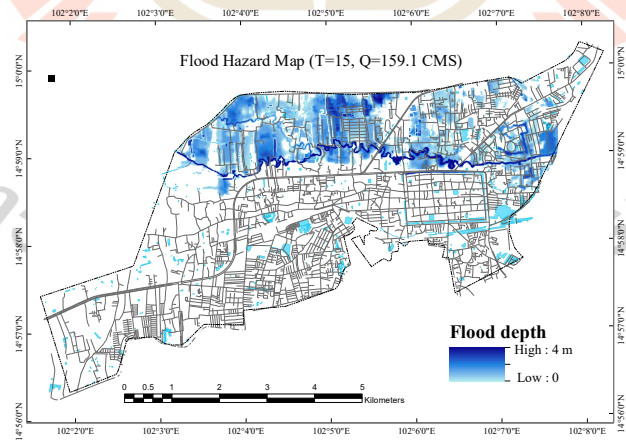 102°2'0"E 102°3'0"E 102°4'0"E 102°5'0"E 102°6'0"E 102°7'0"E 102°8'0"E
Flood Hazard Map (T=15, Q=159.1 CMS)
15°0'0"N 15°0'0"N
14°59'0"N 14°59'0"N
14°58'0"N 14°58'0"N
14°57'0"N 14°57'0"N
14°56'0"N 14°56'0"N
Flood depth
High : 4 m
Low : 0
0 0.5 1 2 3 4 5
Kilometers
102°2'0"E 102°3'0"E 102°4'0"E 102°5'0"E 102°6'0"E 102°7'0"E 102°8'0"E